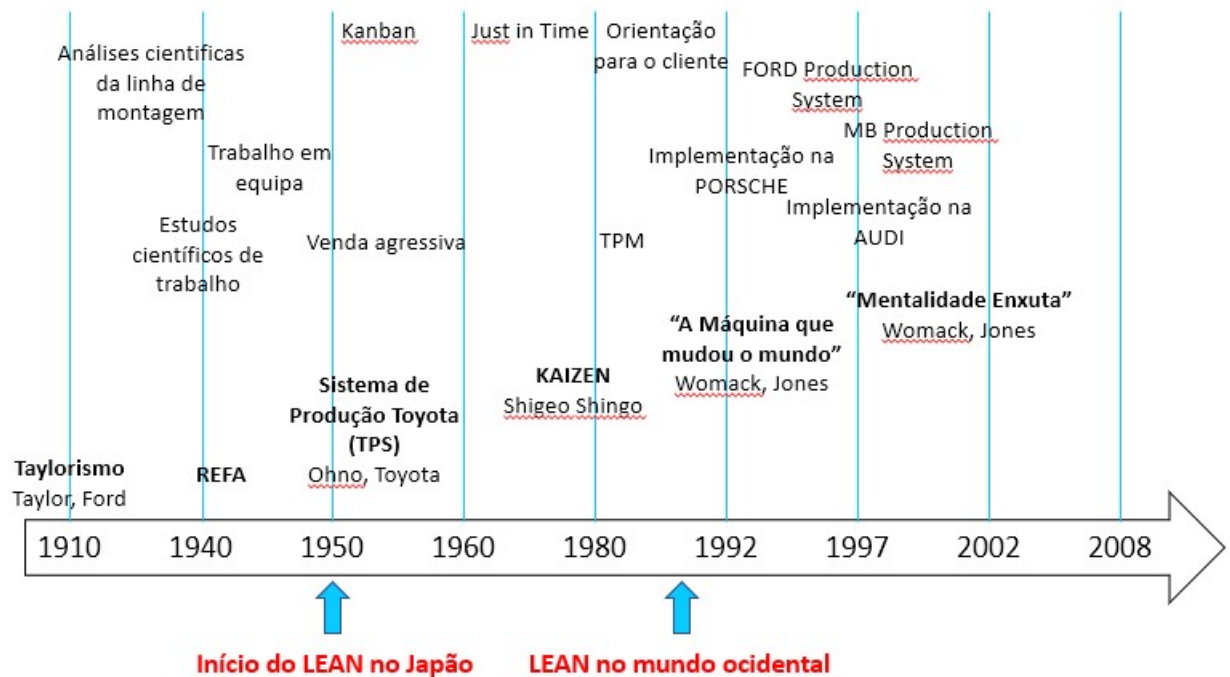 Kanban
Just in Time
Orientação
para o cliente
Análises cientificas
da linha de
montagem
FORD Production
System
MB Production
System
Trabalho em
equipa
Implementação na
PORSCHE
Implementação na
AUDI
Estudos
científicos de
trabalho
Venda agressiva
TPM
“Mentalidade Enxuta”
Womack, Jones
“A Máquina que
mudou o mundo”
Womack, Jones
KAIZEN
Shigeo Shingo
Sistema de
Produção Toyota
(TPS)
Ohno, Toyota
Taylorismo
Taylor, Ford
REFA
1910 1940 1950 1960 1980 1992 1997 2002 2008
Início do LEAN no Japão
LEAN no mundo ocidental